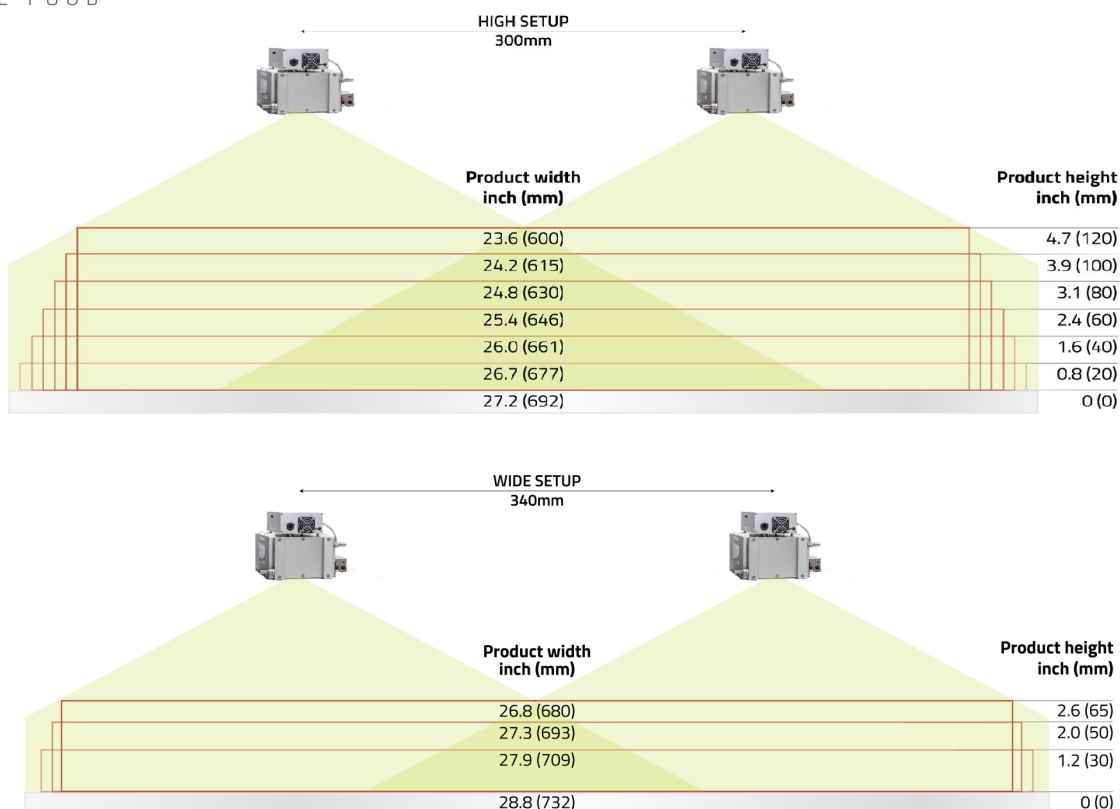 HIGH SETUP
300mm
Product width
inch (mm)
Product height
inch (mm)
23.6 (600) 4.7 (120)
24.2 (615) 3.9 (100)
24.8 (630) 3.1 (80)
25.4 (646) 2.4 (60)
26.0 (661) 1.6 (40)
26.7 (677) 0.8 (20)
27.2 (692) 0 (0)
WIDE SETUP
340mm
Product width
inch (mm)
Product height
inch (mm)
26.8 (680) 2.6 (65)
27.3 (693) 2.0 (50)
27.9 (709) 1.2 (30)
28.8 (732) 0 (0)